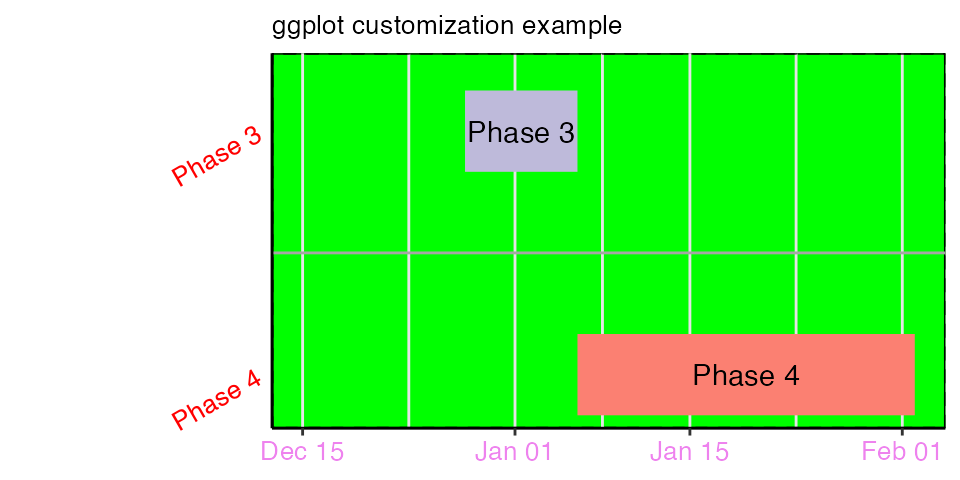 ggplot customization example
Phase 3
Phase 3
Phase 4
Phase 4
Dec 15
Jan 01
Jan 15
Feb 01